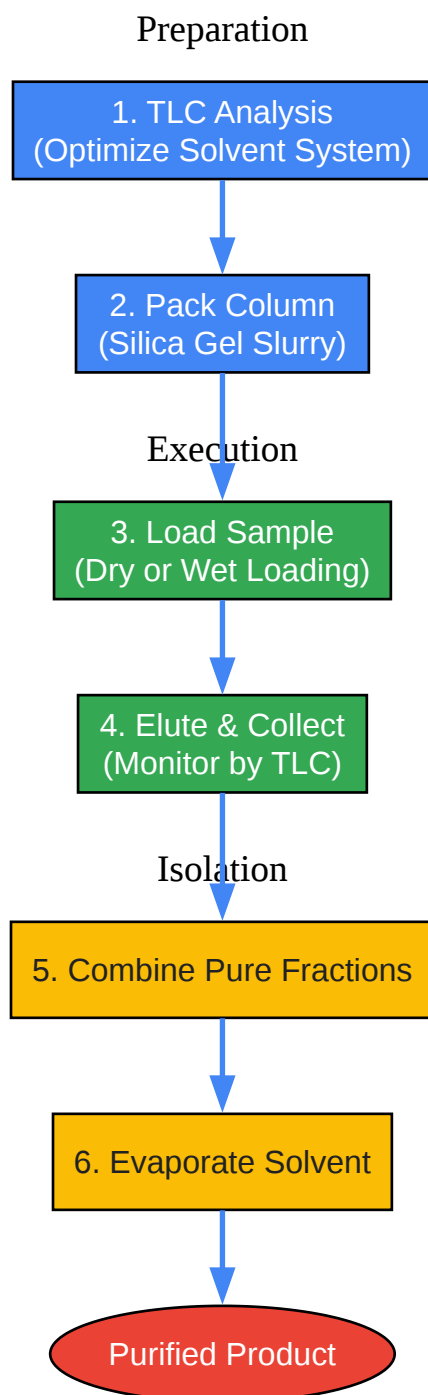 Preparation
1. TLC Analysis
(Optimize Solvent System)
2. Pack Column
(Silica Gel Slurry)
Execution
3. Load Sample
(Dry or Wet Loading)
4. Elute & Collect
(Monitor by TLC)
Isolation
5. Combine Pure Fractions
6. Evaporate Solvent
Purified Product